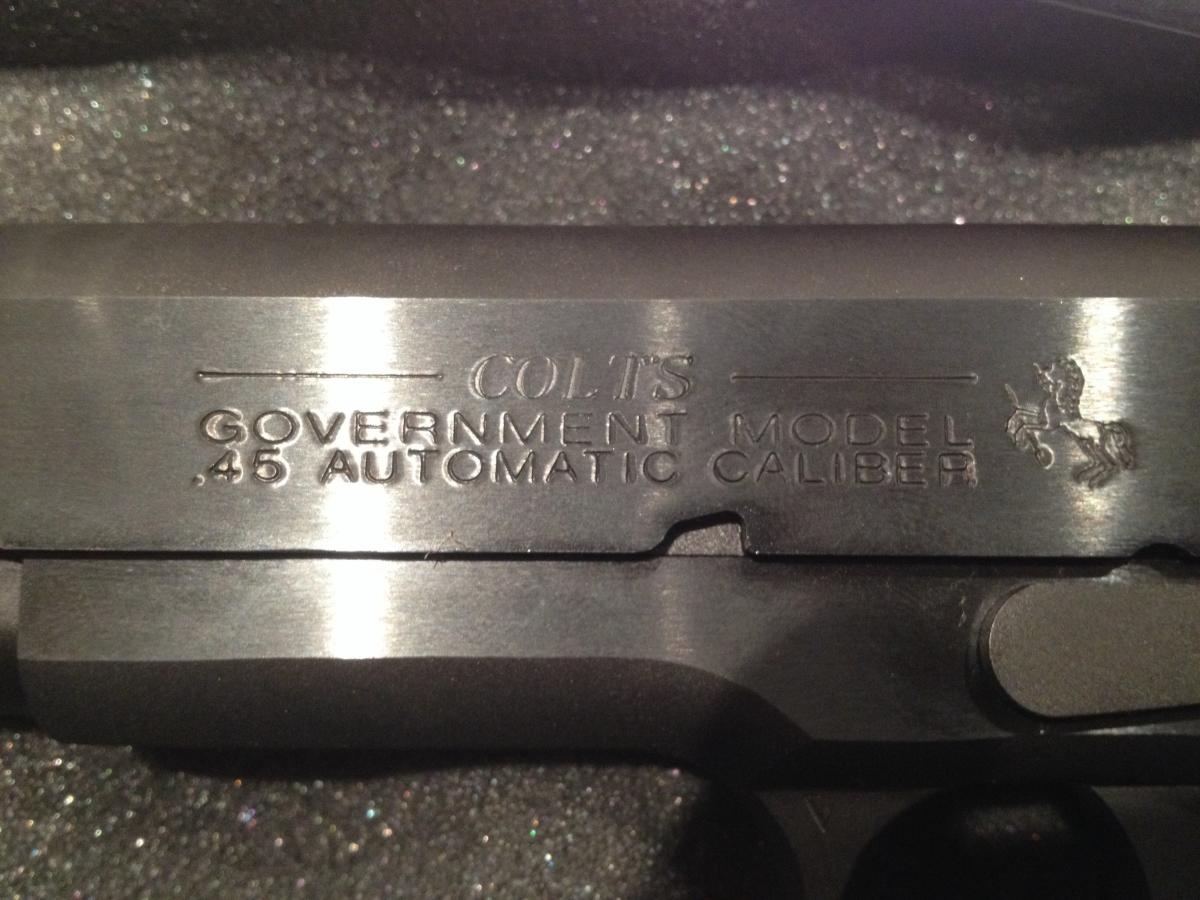 COLT'S
GOVERNMENT MODEL
.45 AUTOMATIC CALIBER